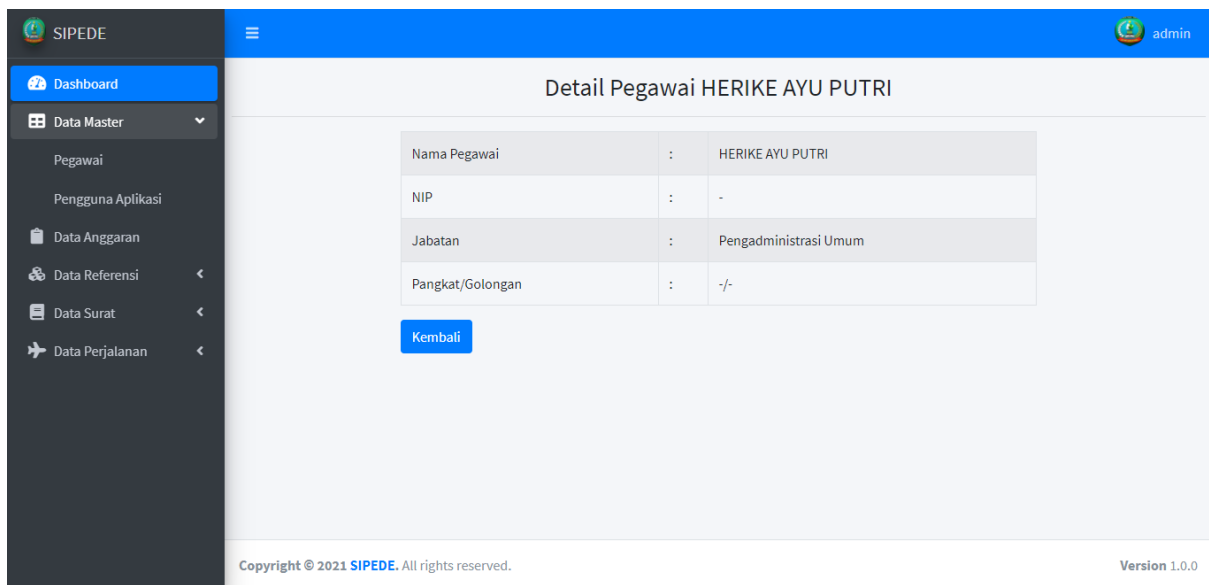 SIPEDE
admin
Dashboard
Data Master
Pegawai
Pengguna Aplikasi
Data Anggaran
Data Referensi
Data Surat
Data Perjalanan
Detail Pegawai HERIKE AYU PUTRI
Nama Pegawai : HERIKE AYU PUTRI
NIP : -
Jabatan : Pengadministrasi Umum
Pangkat/Golongan : -/-
Kembali
Copyright © 2021 SIPEDE. All rights reserved.
Version 1.0.0